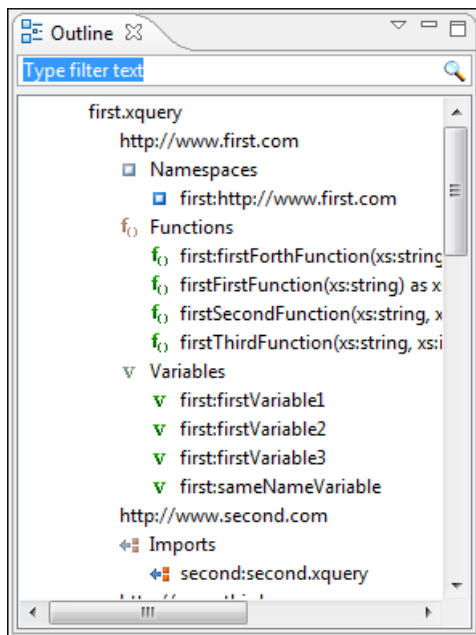 Outline
Type filter text
first.xquery
http://www.first.com
Namespaces
first:http://www.first.com
f() Functions
f() first:firstForthFunction(xs:string
f() firstFirstFunction(xs:string) as x
f() firstSecondFunction(xs:string, x
f() firstThirdFunction(xs:string, xs:i
v Variables
v first:firstVariable1
v first:firstVariable2
v first:firstVariable3
v first:sameNameVariable
http://www.second.com
Imports
second:second.xquery